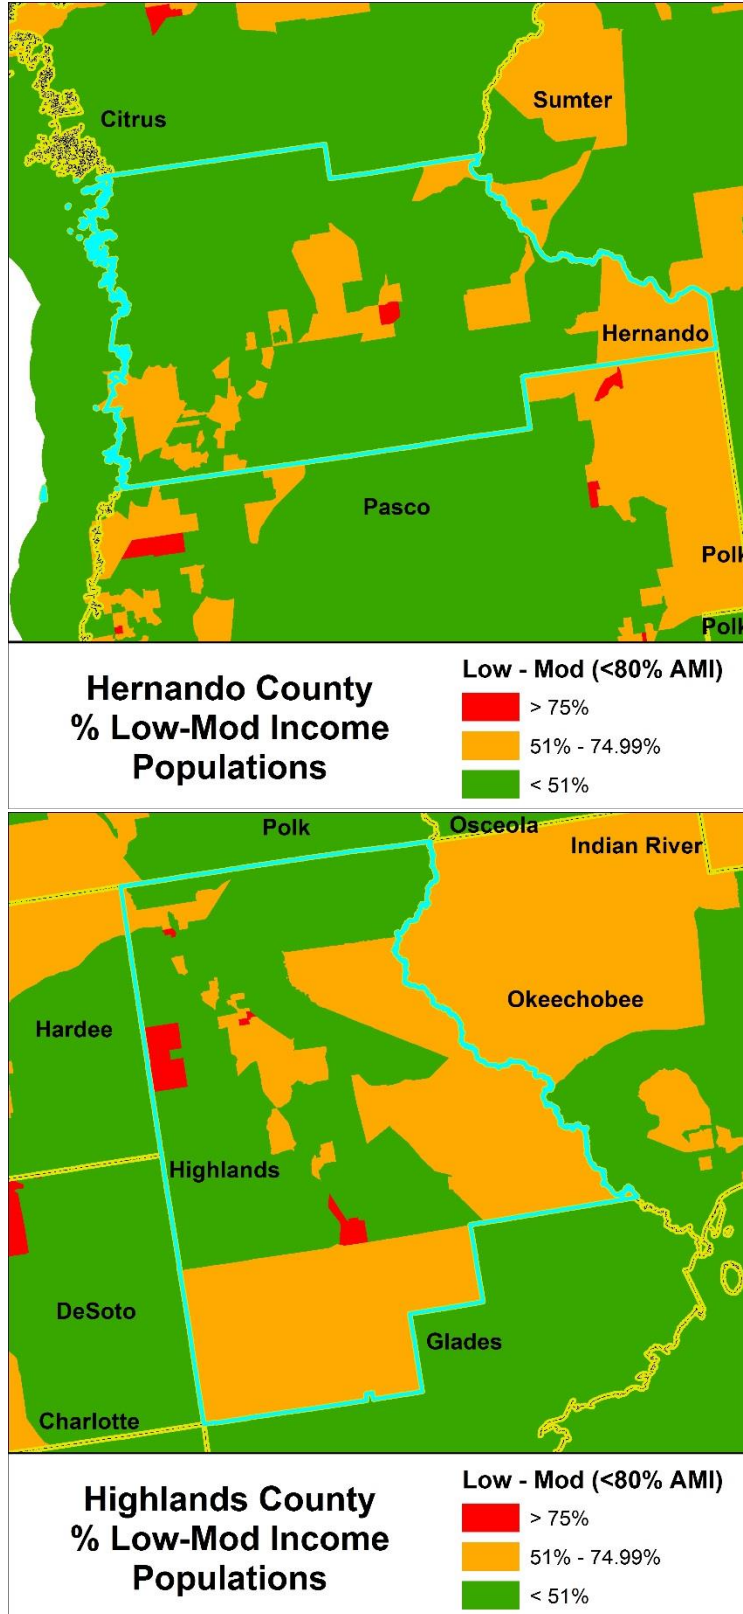 Sumter
Citrus
Hernando
Pasco
Polk
Polk
Hernando County
% Low-Mod Income
Populations
Low - Mod (<80% AMI)
> 75%
51% - 74.99%
< 51%
Polk
Osceola
Indian River
Okeechobee
Hardee
Highlands
DeSoto
Glades
Charlotte
Highlands County
% Low-Mod Income
Populations
Low - Mod (<80% AMI)
> 75%
51% - 74.99%
< 51%